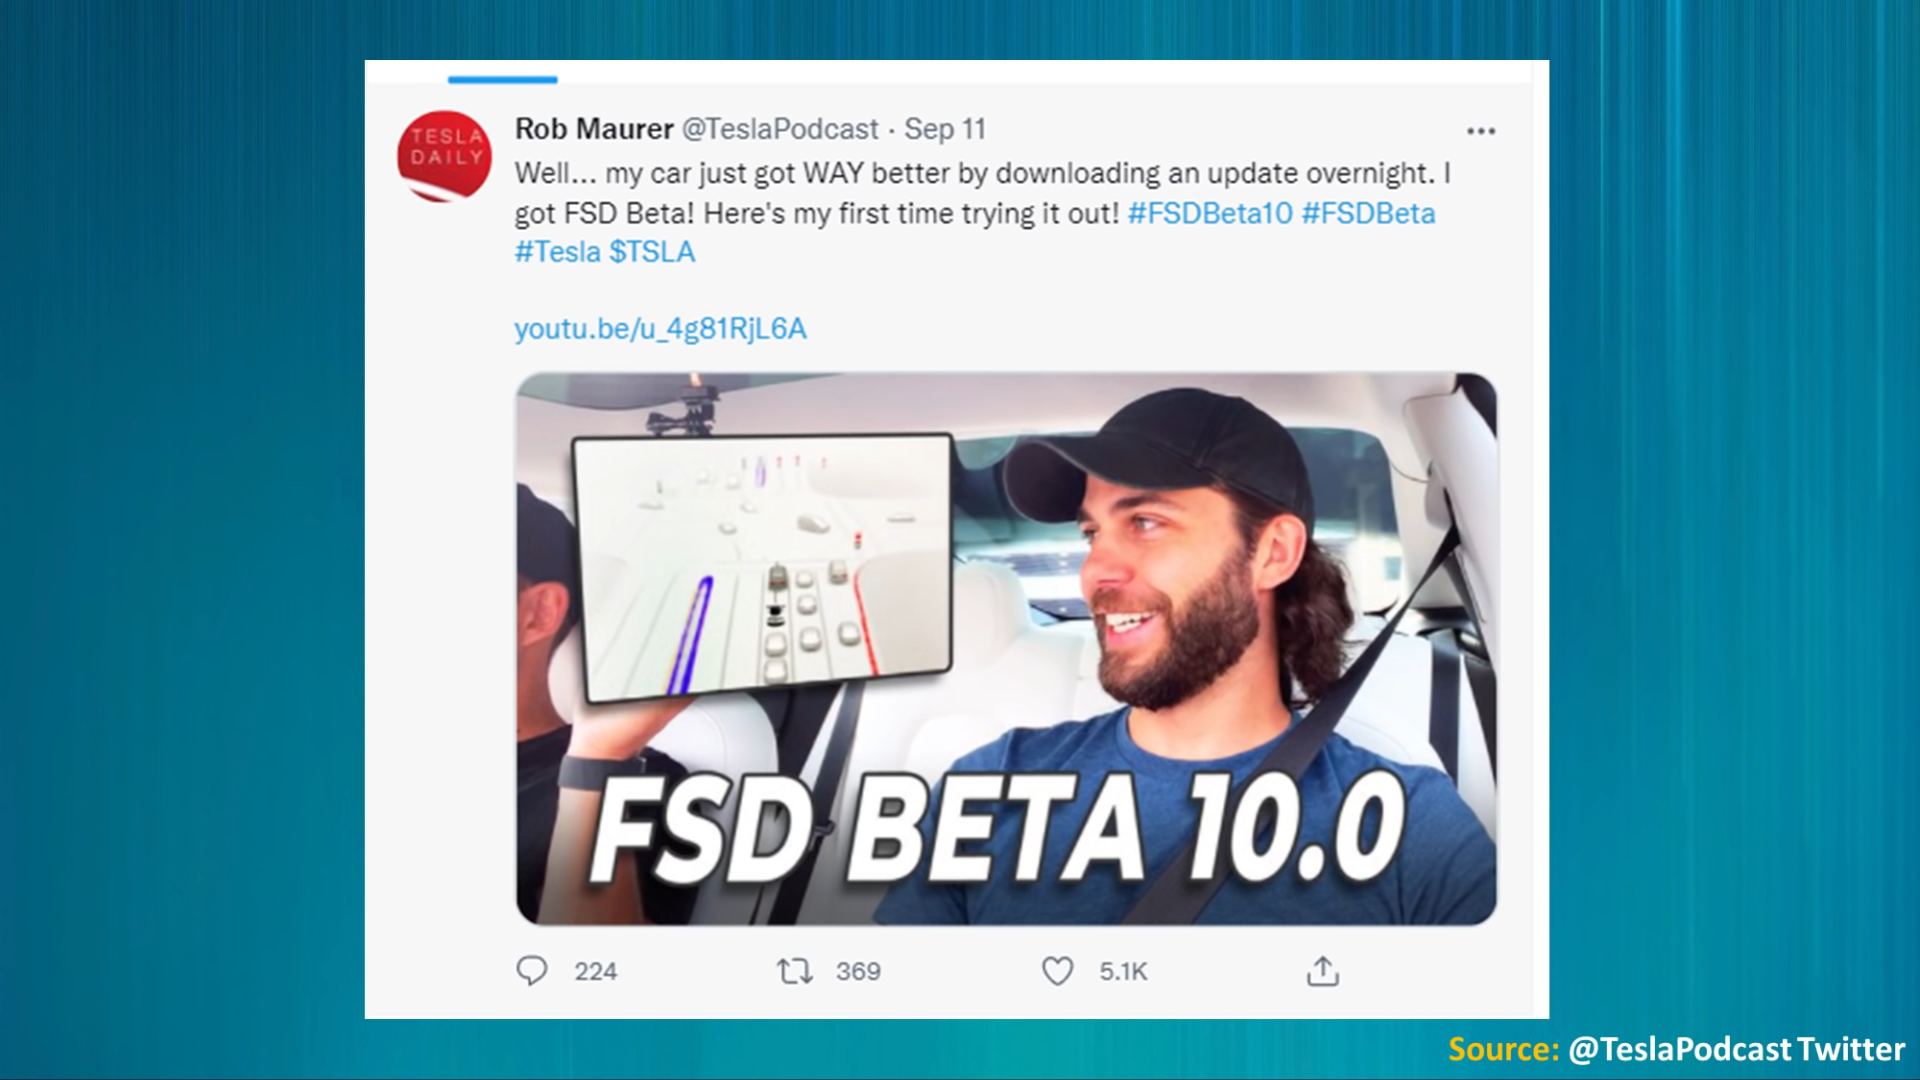 TESLA
DAILY
Rob Maurer @TeslaPodcast · Sep 11
Well... my car just got WAY better by downloading an update overnight. I
got FSD Beta! Here's my first time trying it out! #FSDBeta10 #FSDBeta
#Tesla $TSLA
youtu.be/u_4g81RjL6A
FSD BETA 10.0
224 369 5.1K
Source: @TeslaPodcast Twitter